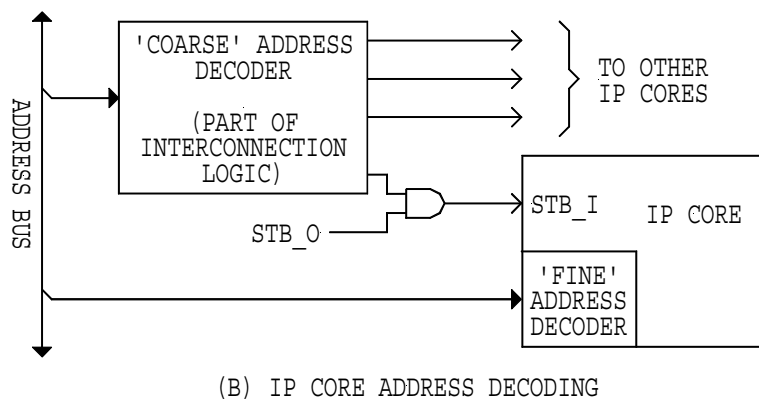 'COARSE' ADDRESS
DECODER
(PART OF
INTERCONNECTION
LOGIC)
TO OTHER
IP CORES
ADDRESS BUS
STB_O
STB_I
IP CORE
'FINE'
ADDRESS
DECODER
(B) IP CORE ADDRESS DECODING